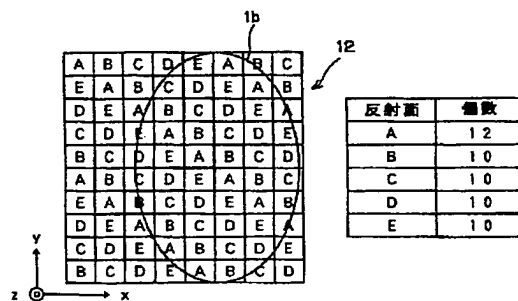 1b
12
A B C D E A B C
E A B C D E A B
D E A B C D E A
C D E A B C D E
B C D E A B C D
A B C D E A B C
E A B C D E A B
D E A B C D E A
C D E A B C D E
B C D E A B C D
反射面 個数
A 12
B 10
C 10
D 10
E 10
Y
Z
X